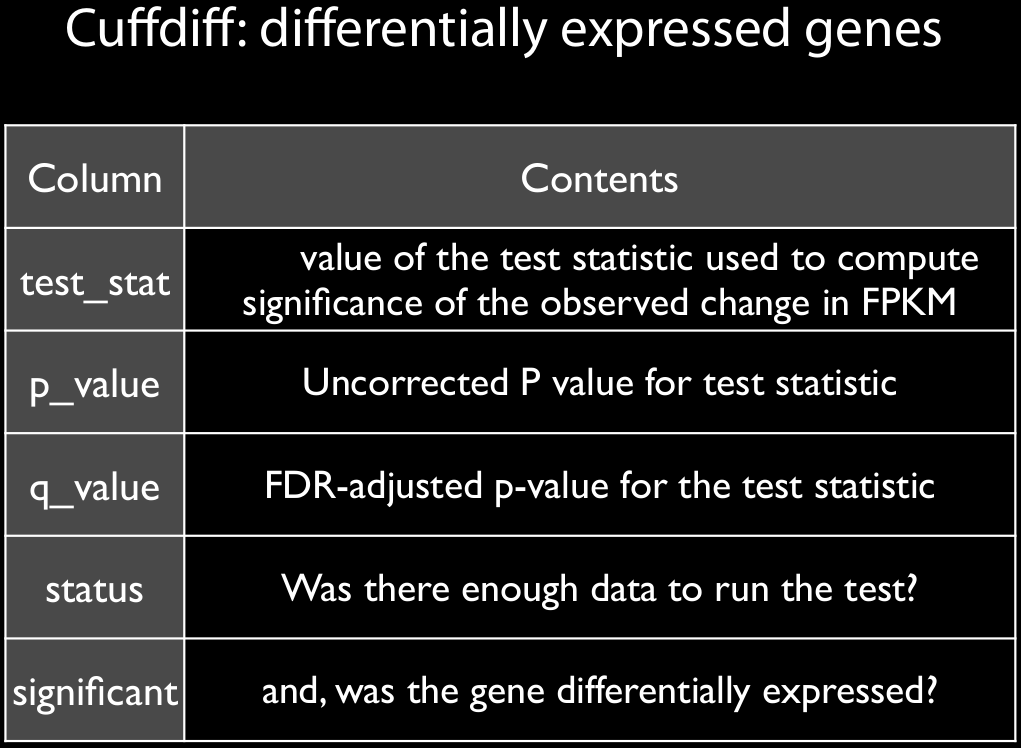 Cuffdiff: differentially expressed genes
Column
Contents
test_stat
value of the test statistic used to compute
significance of the observed change in FPKM
p_value
Uncorrected P value for test statistic
q_value
FDR-adjusted p-value for the test statistic
status
Was there enough data to run the test?
significant
and, was the gene differentially expressed?